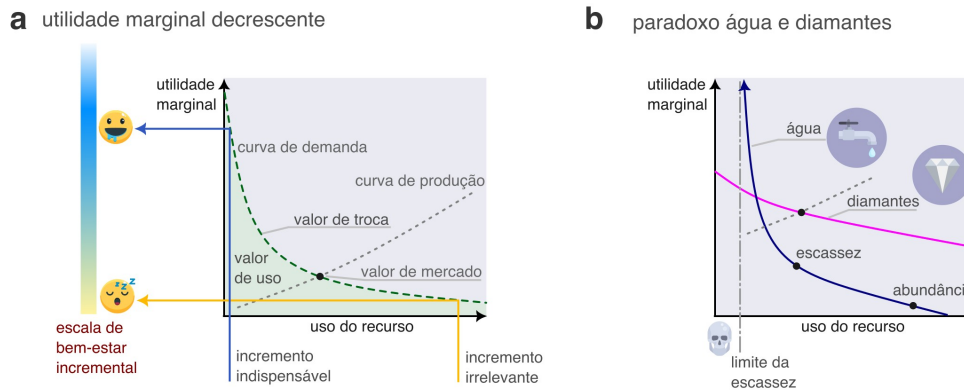 a utilidade marginal decrescente
utilidade
marginal
curva de demanda
curva de produção
valor de troca
valor
de uso
valor de mercado
zzz
uso do recurso
escala de
bem-estar
incremental
incremento
indispensável
incremento
irrelevante
b paradoxo água e diamantes
utilidade
marginal
água
diamantes
escassez
abundânci
uso do recurso
limite da
escassez